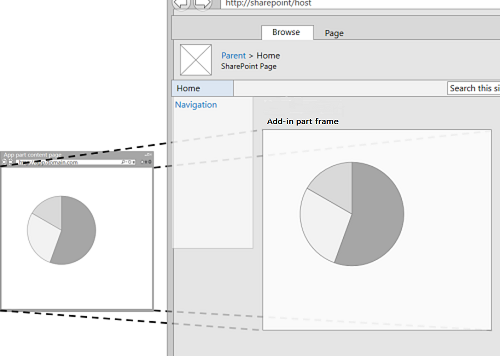 http://sharepoint/host
Browse
Page
Parent > Home
SharePoint Page
Home
Search this si
Navigation
Add-in part frame
App part content page
domain.com